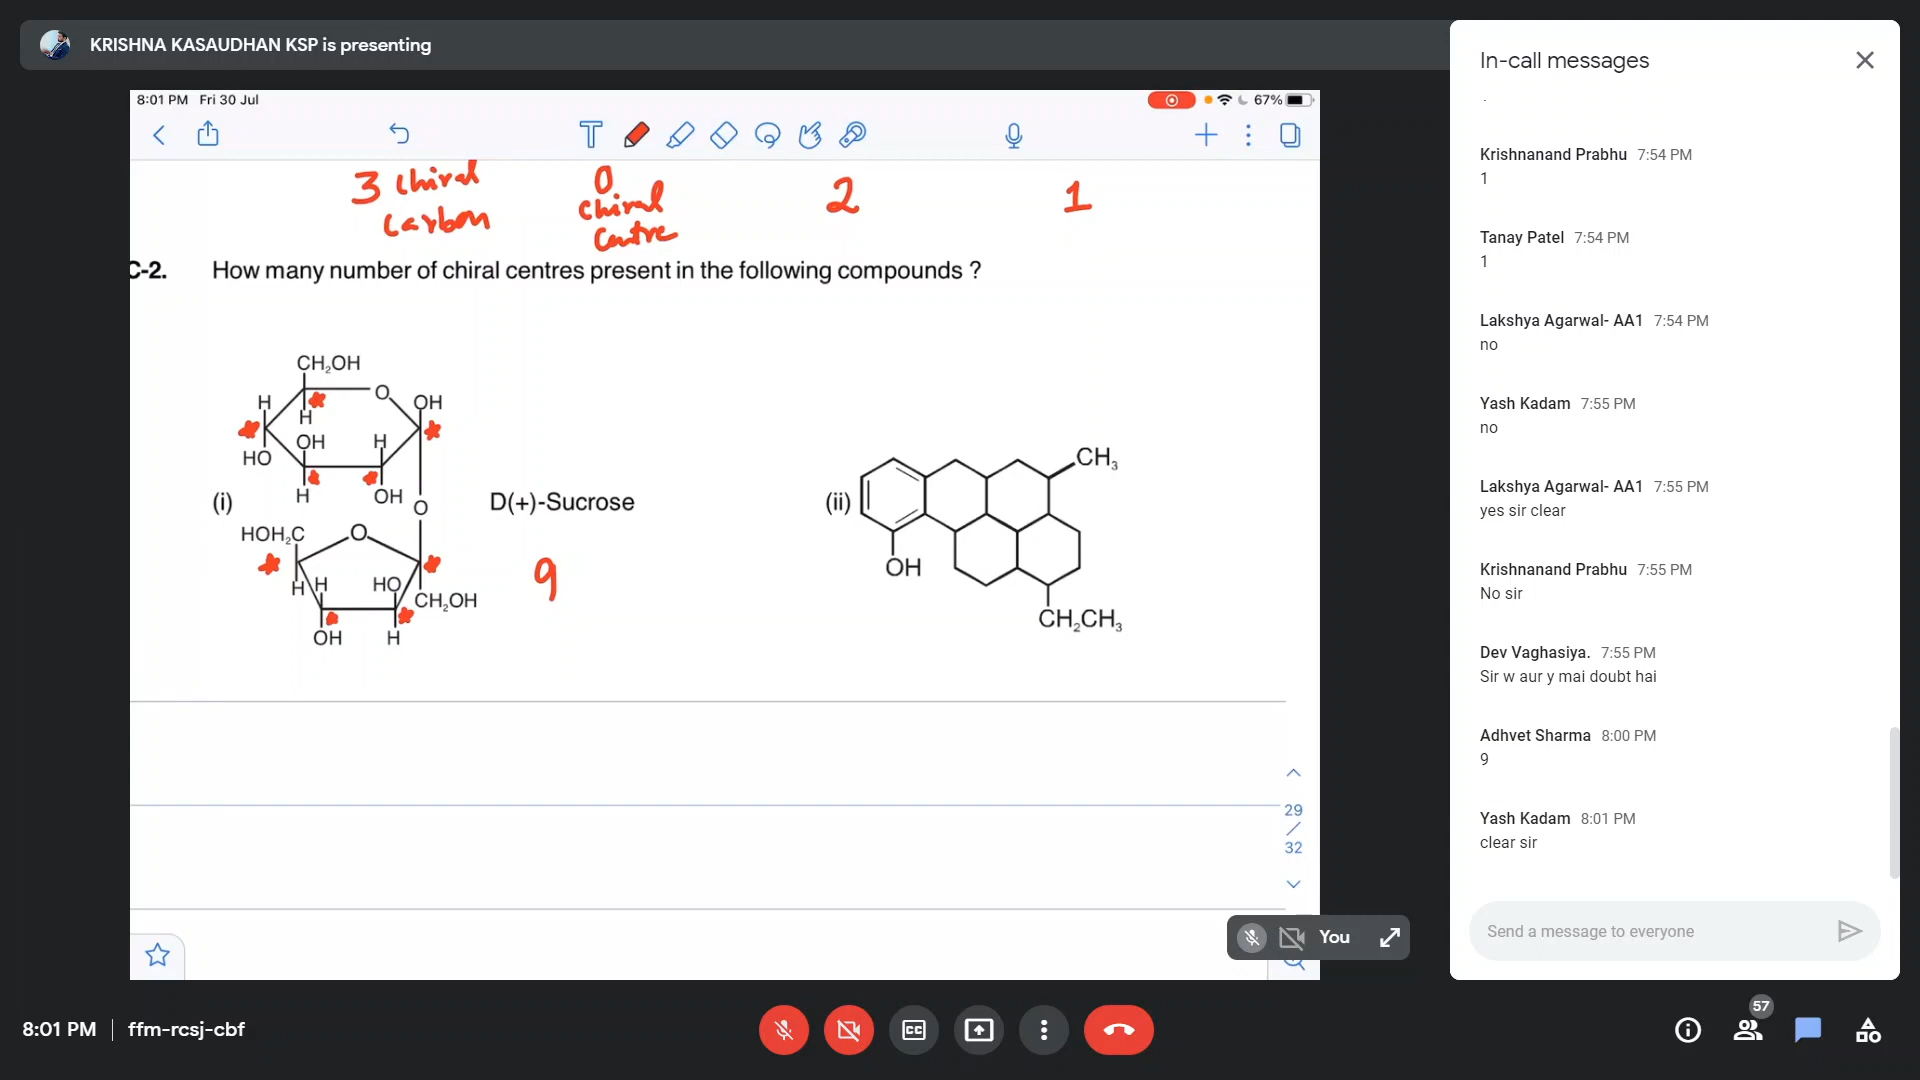 KRISHNA KASAUDHAN KSP is presenting
8:01 PM Fri 30 Jul
67%
3 chiral
carbon
0
chiral
centre
2
1
C-2. How many number of chiral centres present in the following compounds ?
CH2OH
H
O
OH
H
OH
H
HO
H
OH
(i)
O
D(+)-Sucrose
HOH2C
O
H
H
HO
CH2OH
OH
H
9
(ii)
CH3
OH
CH2CH3
29
/
32
You
In-call messages
Krishnanand Prabhu 7:54 PM
1
Tanay Patel 7:54 PM
1
Lakshya Agarwal- AA1 7:54 PM
no
Yash Kadam 7:55 PM
no
Lakshya Agarwal- AA1 7:55 PM
yes sir clear
Krishnanand Prabhu 7:55 PM
No sir
Dev Vaghasiya. 7:55 PM
Sir w aur y mai doubt hai
Adhvet Sharma 8:00 PM
9
Yash Kadam 8:01 PM
clear sir
Send a message to everyone
8:01 PM | ffm-rcsj-cbf
CC
57